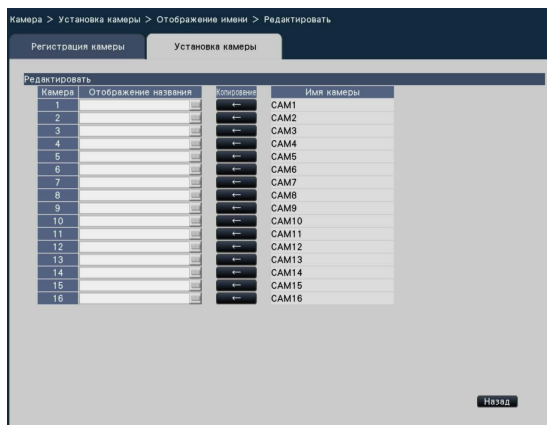 Камера > Установка камеры > Отображение имени > Редактировать
Регистрация камеры Установка камеры
Редактировать
Камера Отображение названия Копирование Имя камеры
1 ← CAM1
2 ← CAM2
3 ← CAM3
4 ← CAM4
5 ← CAM5
6 ← CAM6
7 ← CAM7
8 ← CAM8
9 ← CAM9
10 ← CAM10
11 ← CAM11
12 ← CAM12
13 ← CAM13
14 ← CAM14
15 ← CAM15
16 ← CAM16
Назад